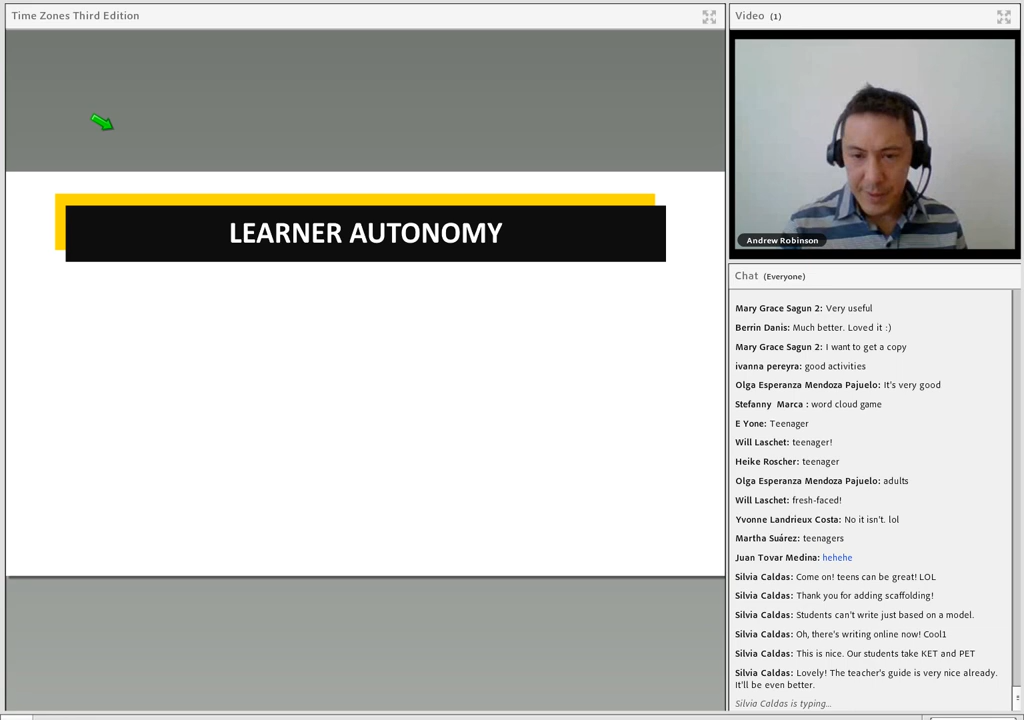 Time Zones Third Edition
LEARNER AUTONOMY
Video (1)
Andrew Robinson
Chat (Everyone)
Mary Grace Sagun 2: Very useful
Berrin Danis: Much better. Loved it :)
Mary Grace Sagun 2: I want to get a copy
ivanna pereyra: good activities
Olga Esperanza Mendoza Pajuelo: It's very good
Stefanny Marca : word cloud game
E Yone: Teenager
Will Laschet: teenager!
Heike Roscher: teenager
Olga Esperanza Mendoza Pajuelo: adults
Will Laschet: fresh-faced!
Yvonne Landrieux Costa: No it isn't. lol
Martha Suárez: teenagers
Juan Tovar Medina: hehehe
Silvia Caldas: Come on! teens can be great! LOL
Silvia Caldas: Thank you for adding scaffolding!
Silvia Caldas: Students can't write just based on a model.
Silvia Caldas: Oh, there's writing online now! Cool1
Silvia Caldas: This is nice. Our students take KET and PET
Silvia Caldas: Lovely! The teacher's guide is very nice already.
It'll be even better.
Silvia Caldas is typing...